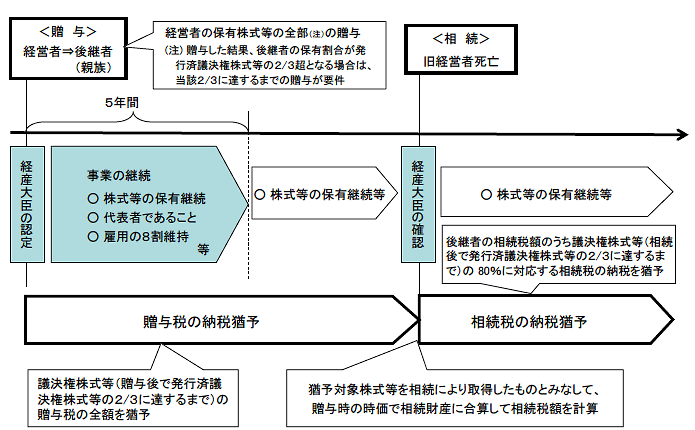 ＜贈 与＞
経営者⇒後継者
（親族）
経営者の保有株式等の全部（注）の贈与
（注）贈与した結果、後継者の保有割合が発
行済議決権株式等の2/3超となる場合は、
当該2/3に達するまでの贈与が要件
＜相 続＞
旧経営者死亡
５年間
経産大臣の認定
事業の継続
○ 株式等の保有継続
○ 代表者であること
○ 雇用の８割維持
等
○ 株式等の保有継続等
経産大臣の確認
○ 株式等の保有継続等
後継者の相続税額のうち議決権株式等（相続
後で発行済議決権株式等の2/3に達するま
で）の 80％に対応する相続税の納税を猶予
贈与税の納税猶予
相続税の納税猶予
議決権株式等（贈与後で発行済議
決権株式等の２/３に達するまで）の
贈与税の全額を猶予
猶予対象株式等を相続により取得したものとみなして、
贈与時の時価で相続財産に合算して相続税額を計算